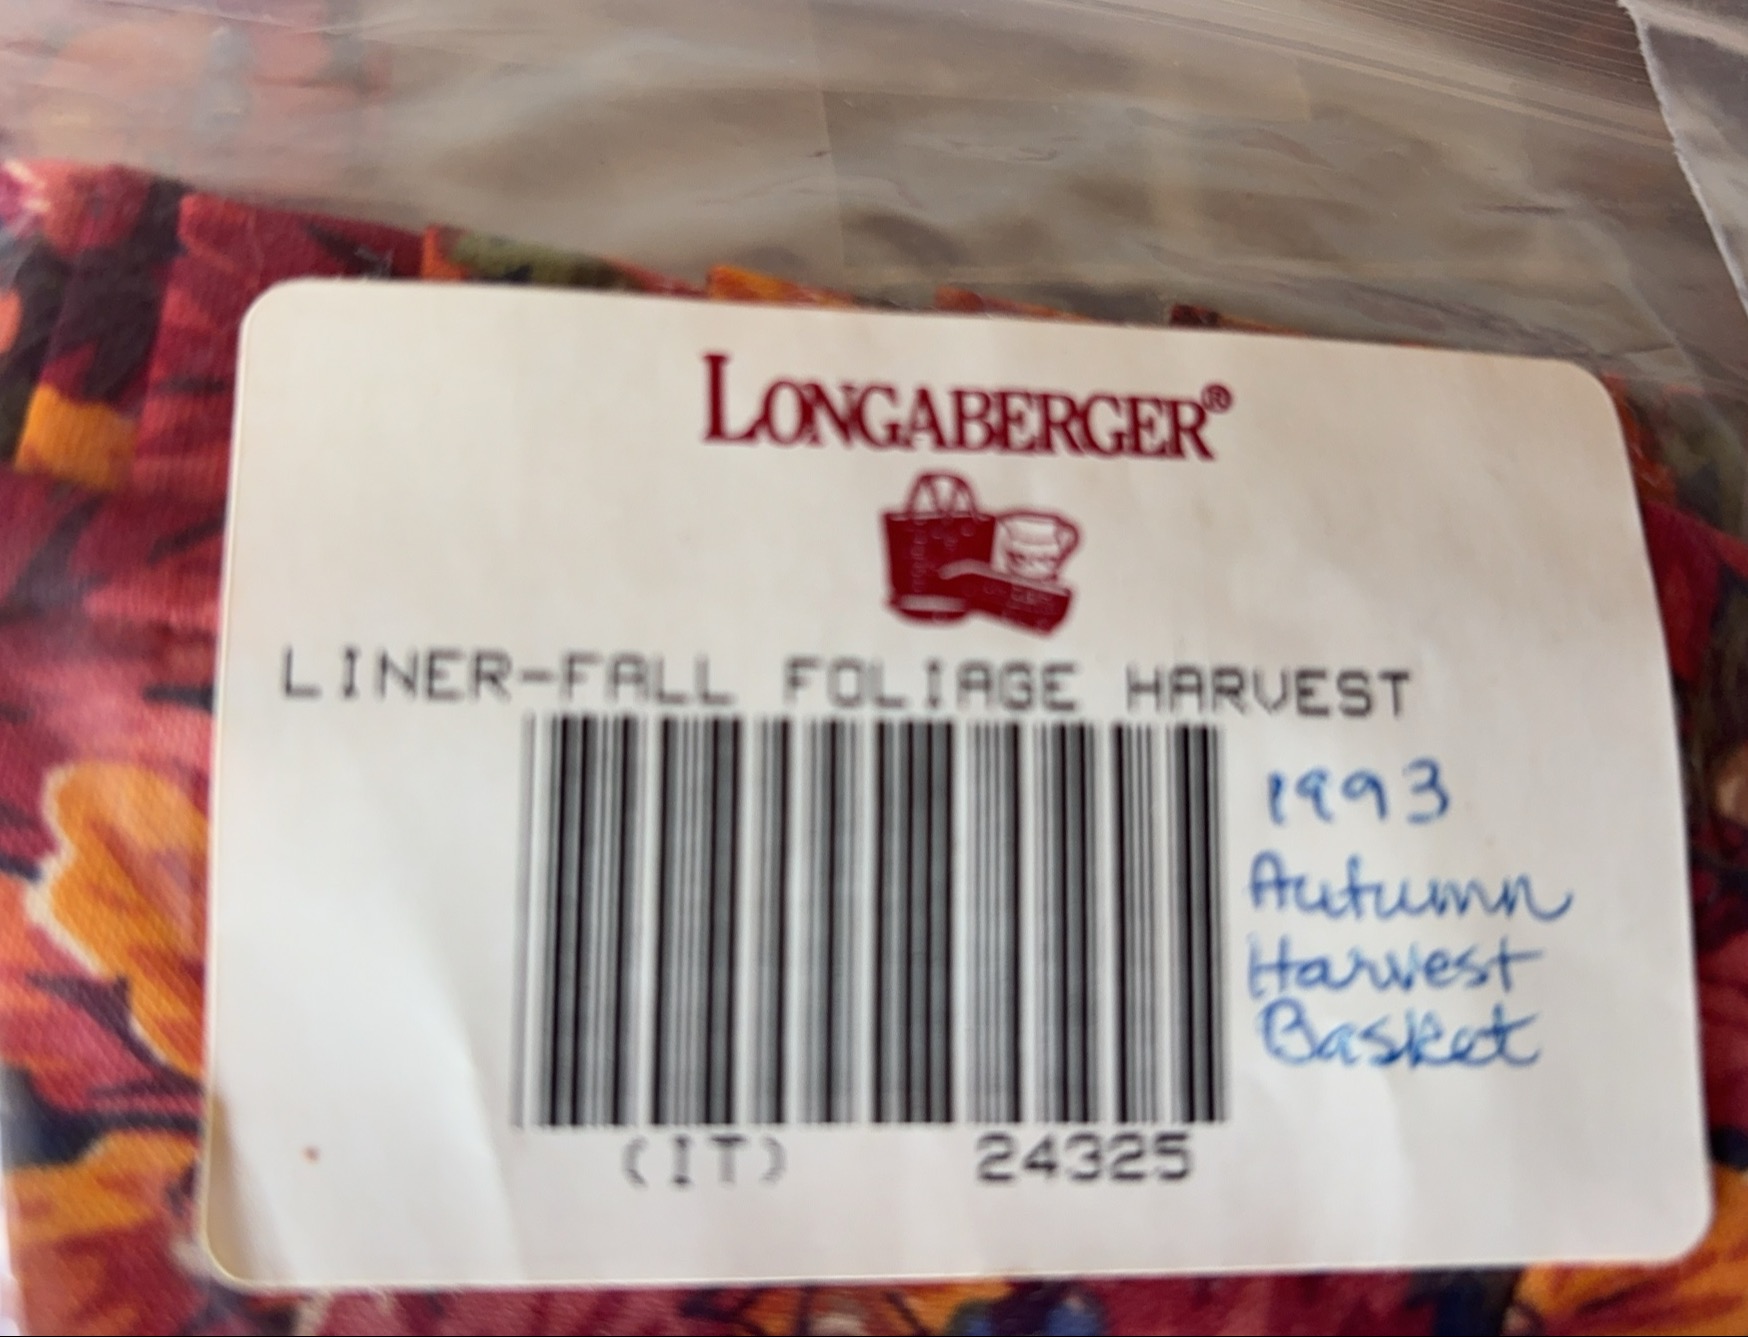 LONGABERGER®
LINER-FALL FOLIAGE HARVEST
1993
Autumn
Harvest
Basket
(IT) 24325